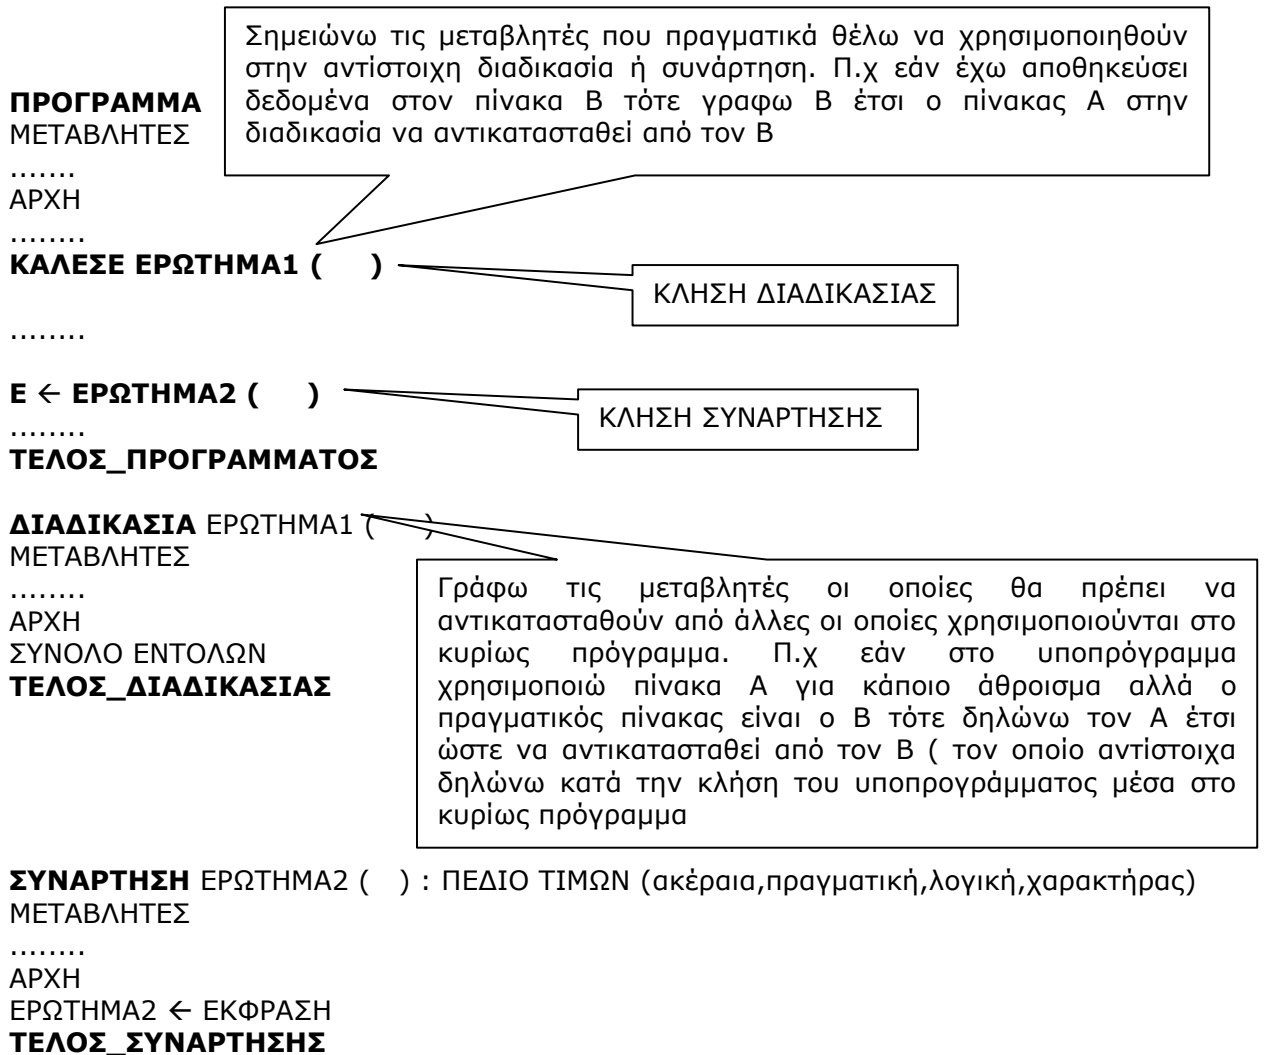 Σημειώνω τις μεταβλητές που πραγματικά θέλω να χρησιμοποιηθούν
στην αντίστοιχη διαδικασία ή συνάρτηση. Π.χ εάν έχω αποθηκεύσει
δεδομένα στον πίνακα Β τότε γραφω Β έτσι ο πίνακας Α στην
διαδικασία να αντικατασταθεί από τον Β
ΠΡΟΓΡΑΜΜΑ
ΜΕΤΑΒΛΗΤΕΣ
.......
ΑΡΧΗ
........
ΚΑΛΕΣΕ ΕΡΩΤΗΜΑ1 ( )
ΚΛΗΣΗ ΔΙΑΔΙΚΑΣΙΑΣ
........
Ε ← ΕΡΩΤΗΜΑ2 ( )
ΚΛΗΣΗ ΣΥΝΑΡΤΗΣΗΣ
........
ΤΕΛΟΣ_ΠΡΟΓΡΑΜΜΑΤΟΣ
ΔΙΑΔΙΚΑΣΙΑ ΕΡΩΤΗΜΑ1 ( )
ΜΕΤΑΒΛΗΤΕΣ
........
ΑΡΧΗ
ΣΥΝΟΛΟ ΕΝΤΟΛΩΝ
ΤΕΛΟΣ_ΔΙΑΔΙΚΑΣΙΑΣ
Γράφω τις μεταβλητές οι οποίες θα πρέπει να
αντικατασταθούν από άλλες οι οποίες χρησιμοποιούνται στο
κυρίως πρόγραμμα. Π.χ εάν στο υποπρόγραμμα
χρησιμοποιώ πίνακα Α για κάποιο άθροισμα αλλά ο
πραγματικός πίνακας είναι ο Β τότε δηλώνω τον Α έτσι
ώστε να αντικατασταθεί από τον Β ( τον οποίο αντίστοιχα
δηλώνω κατά την κλήση του υποπρογράμματος μέσα στο
κυρίως πρόγραμμα
ΣΥΝΑΡΤΗΣΗ ΕΡΩΤΗΜΑ2 ( ) : ΠΕΔΙΟ ΤΙΜΩΝ (ακέραια,πραγματική,λογική,χαρακτήρας)
ΜΕΤΑΒΛΗΤΕΣ
........
ΑΡΧΗ
ΕΡΩΤΗΜΑ2 ← ΕΚΦΡΑΣΗ
ΤΕΛΟΣ_ΣΥΝΑΡΤΗΣΗΣ